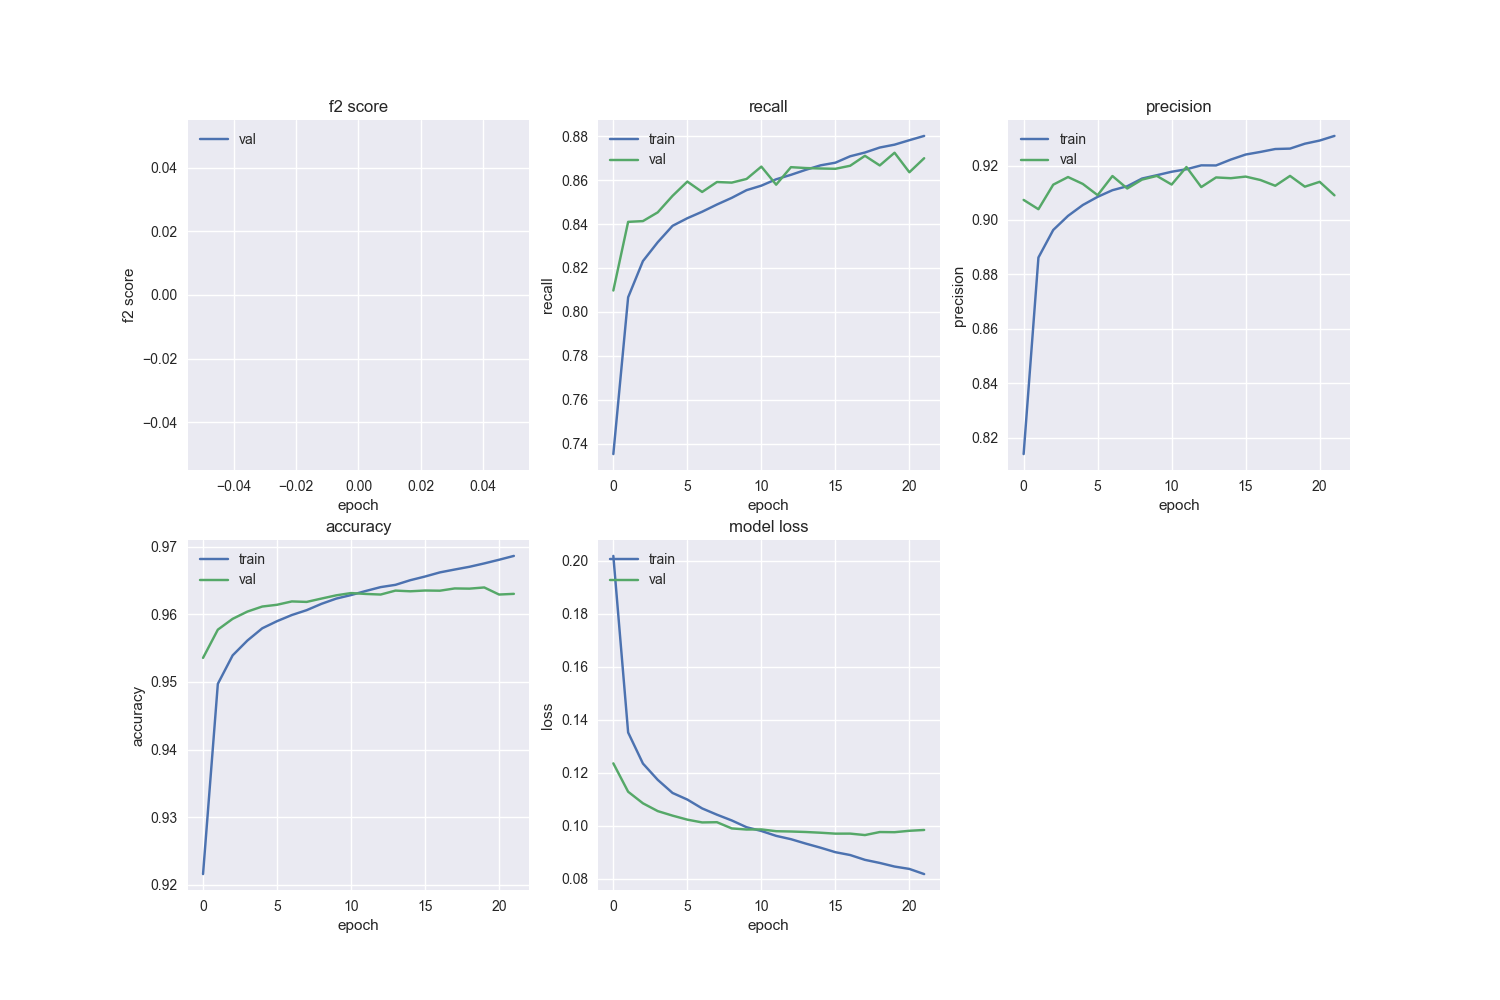 f2 score
val
0.04
0.02
0.00
−0.02
−0.04
f2 score
−0.04 −0.02 0.00 0.02 0.04
epoch
recall
train
val
0.88
0.86
0.84
0.82
0.80
0.78
0.76
0.74
recall
0 5 10 15 20
epoch
precision
train
val
0.92
0.90
0.88
0.86
0.84
0.82
precision
0 5 10 15 20
epoch
accuracy
train
val
0.97
0.96
0.95
0.94
0.93
0.92
accuracy
0 5 10 15 20
epoch
model loss
train
val
0.20
0.18
0.16
0.14
0.12
0.10
0.08
loss
0 5 10 15 20
epoch